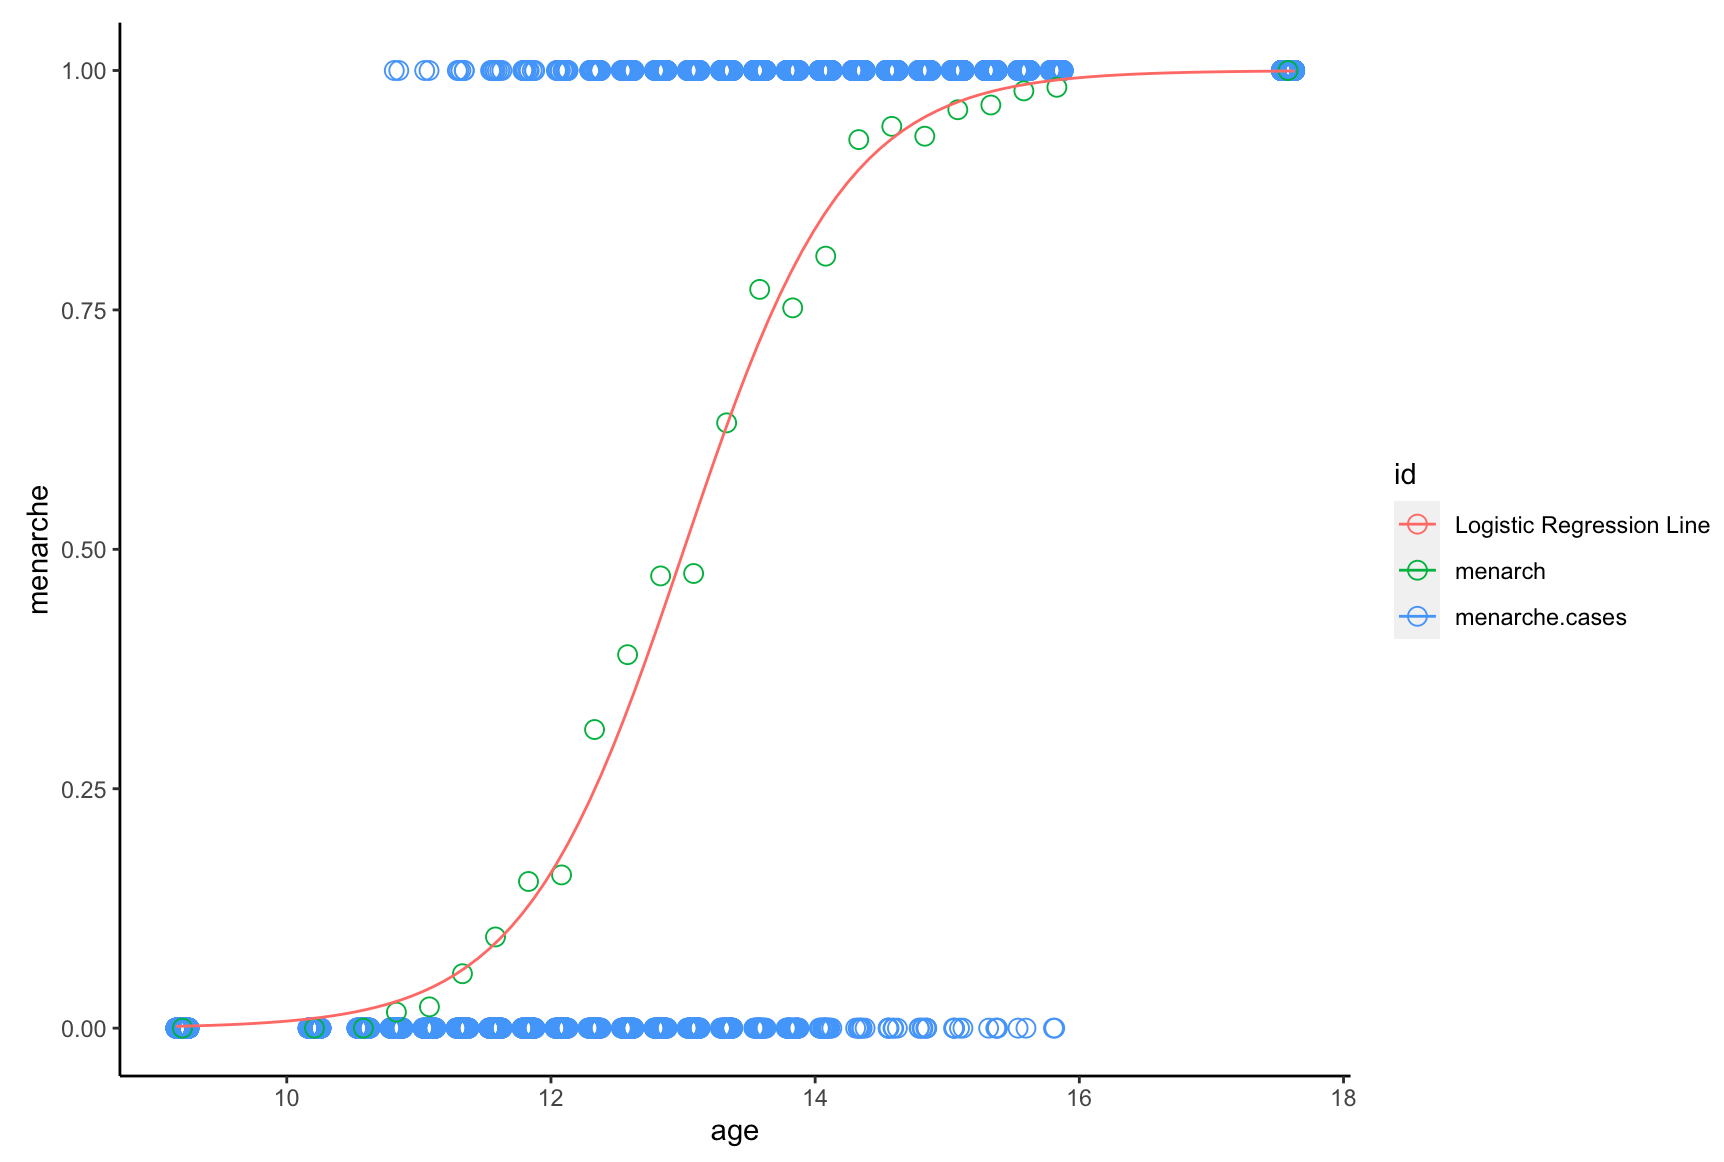 1.00
0.75
0.50
0.25
0.00
menarche
10 12 14 16 18
age
id
Logistic Regression Line
menarch
menarche.cases